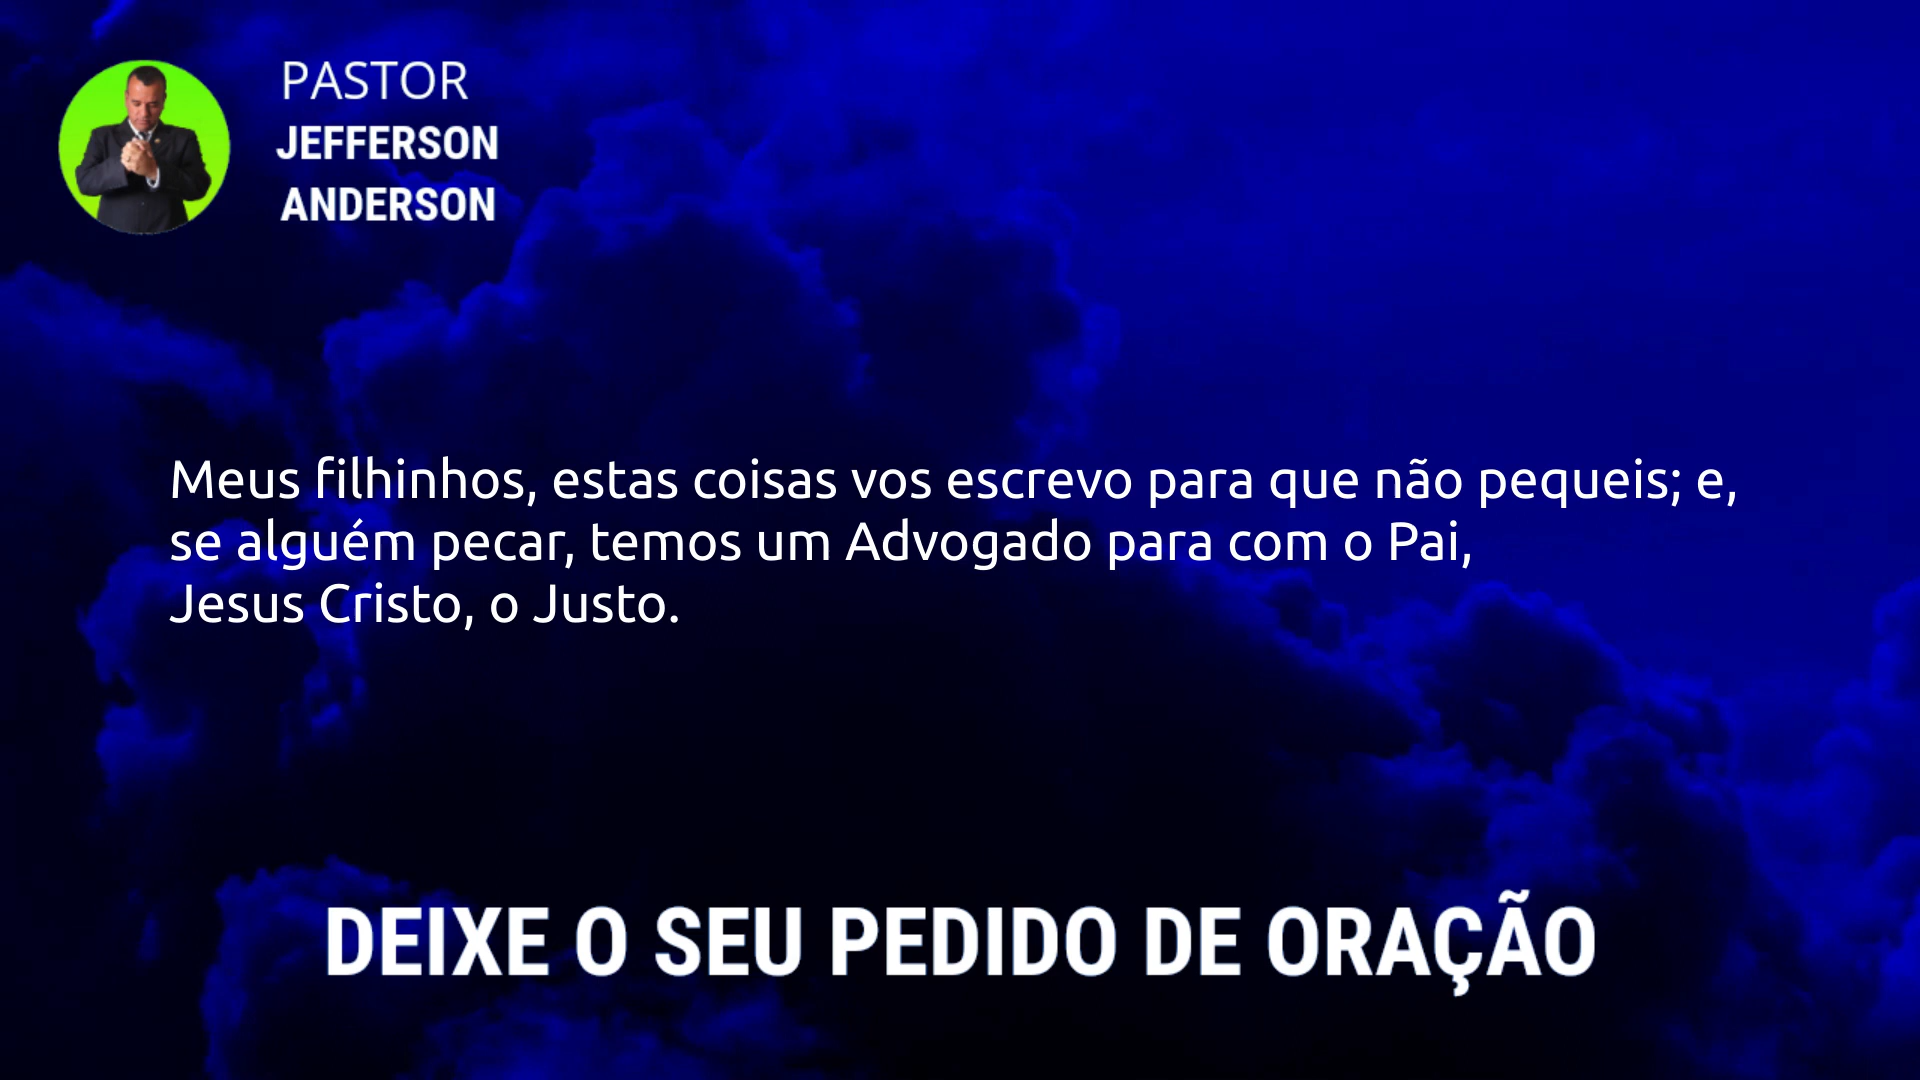 PASTOR
JEFFERSON
ANDERSON
Meus filhinhos, estas coisas vos escrevo para que não pequeis; e,
se alguém pecar, temos um Advogado para com o Pai,
Jesus Cristo, o Justo.
DEIXE O SEU PEDIDO DE ORAÇÃO